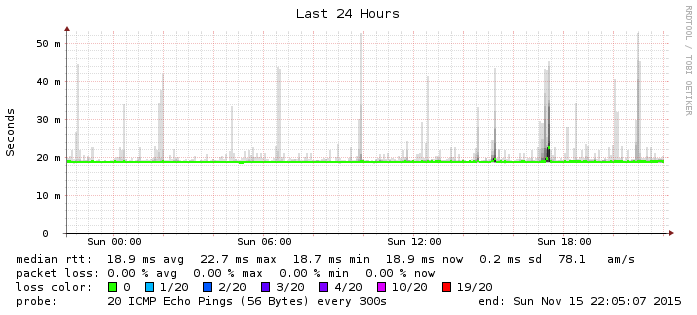 Last 24 Hours
RRDTOOL / TOBI OETIKER
Seconds
50 m
40 m
30 m
20 m
10 m
0
Sun 00:00 Sun 06:00 Sun 12:00 Sun 18:00
median rtt: 18.9 ms avg 22.7 ms max 18.7 ms min 18.9 ms now 0.2 ms sd 78.1 am/s
packet loss: 0.00 % avg 0.00 % max 0.00 % min 0.00 % now
loss color: 0 1/20 2/20 3/20 4/20 10/20 19/20
probe: 20 ICMP Echo Pings (56 Bytes) every 300s end: Sun Nov 15 22:05:07 2015